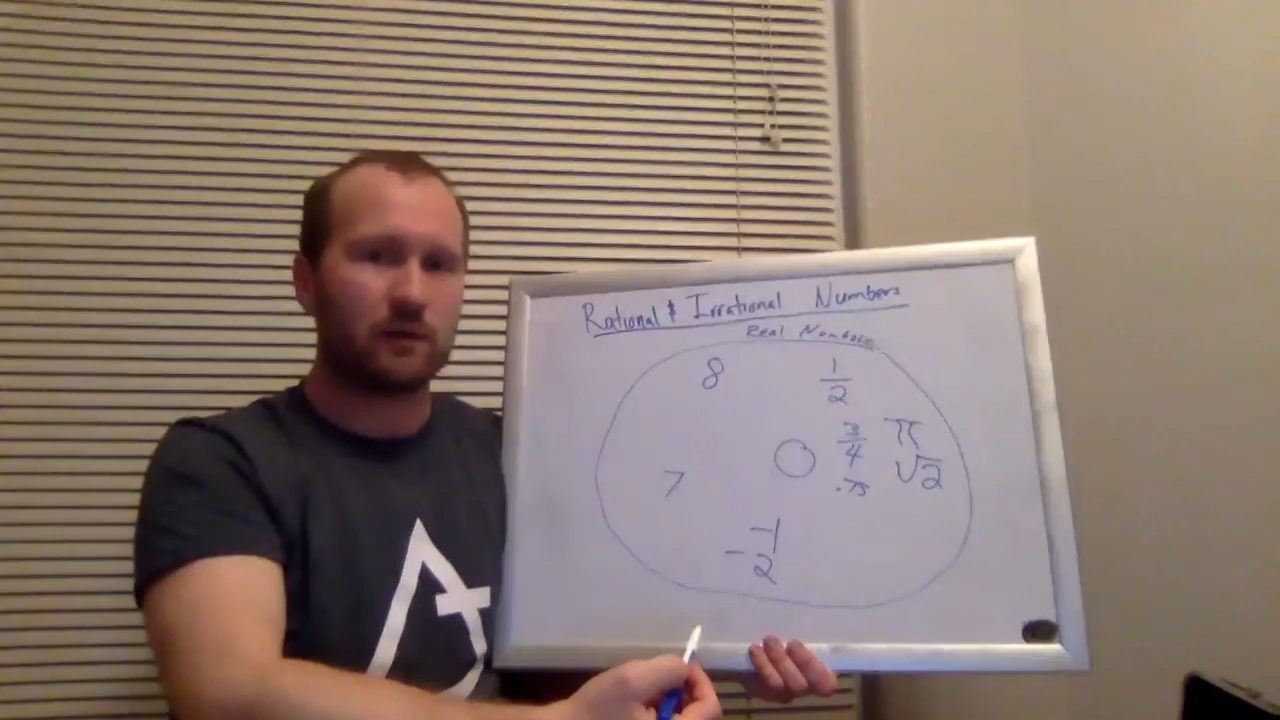 Rational & Irrational Numbers
Real Numbers
8
1/2
0
3/4
.75
π
√2
7
-1/2